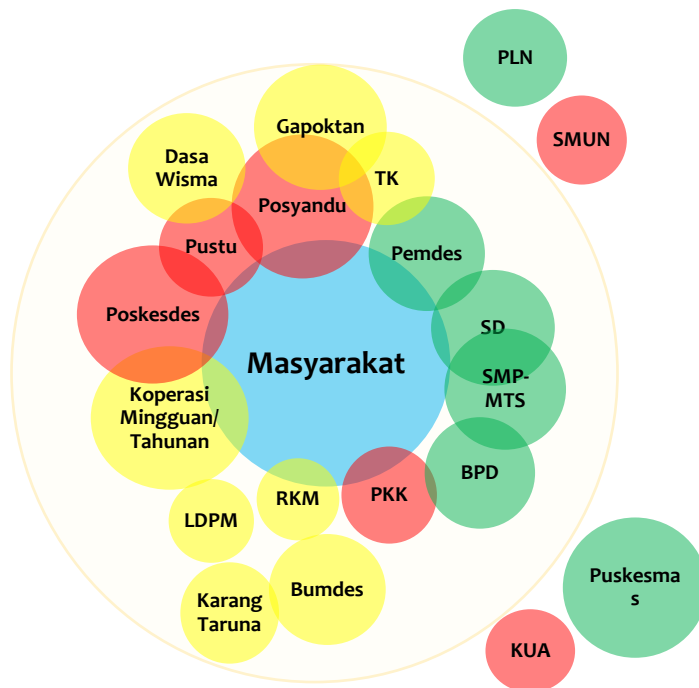 PLN
Gapoktan
SMUN
Dasa
Wisma
TK
Posyandu
Pustu
Pemdes
Poskesdes
SD
Masyarakat
SMP-
MTS
Koperasi
Mingguan/
Tahunan
BPD
RKM
PKK
LDPM
Bumdes
Karang
Taruna
Puskesma
s
KUA